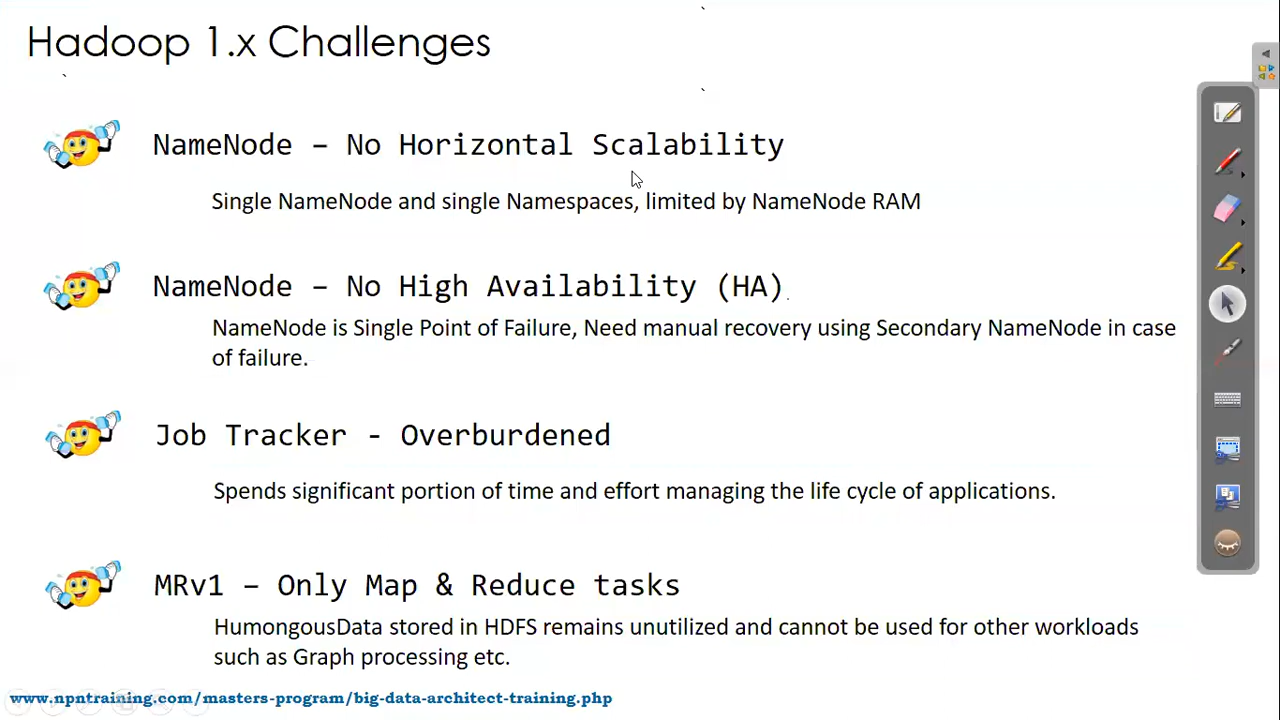 Hadoop 1.x Challenges
NameNode – No Horizontal Scalability
Single NameNode and single Namespaces, limited by NameNode RAM
NameNode – No High Availability (HA)
NameNode is Single Point of Failure, Need manual recovery using Secondary NameNode in case
of failure.
Job Tracker - Overburdened
Spends significant portion of time and effort managing the life cycle of applications.
MRv1 – Only Map & Reduce tasks
HumongousData stored in HDFS remains unutilized and cannot be used for other workloads
such as Graph processing etc.
www.npntraining.com/masters-program/big-data-architect-training.php